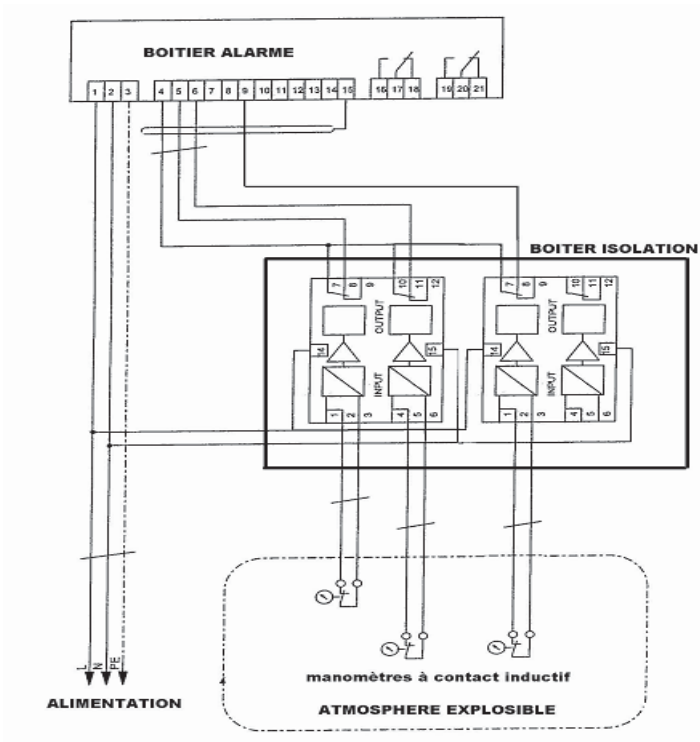 BOITIER ALARME
1 2 3 4 5 6 7 8 9 10 11 12 13 14 15 16 17 18 19 20 21
BOITER ISOLATION
7 8 9 10 11 12
7 8 9 10 11 12
OUTPUT
OUTPUT
14 15
14 15
INPUT
INPUT
1 2 3 4 5 6
1 2 3 4 5 6
L N PE
manomètres à contact inductif
ALIMENTATION
ATMOSPHERE EXPLOSIBLE